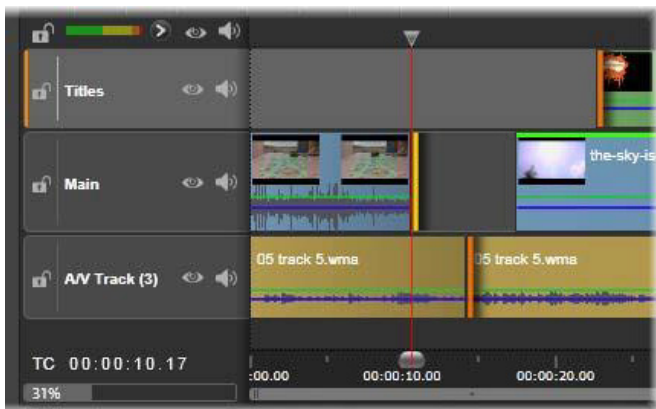 Titles
Main
the-sky-is
A/V Track (3)
05 track 5.wma
05 track 5.wma
TC 00:00:10.17
:00.00
00:00:10.00
00:00:20.00
31%